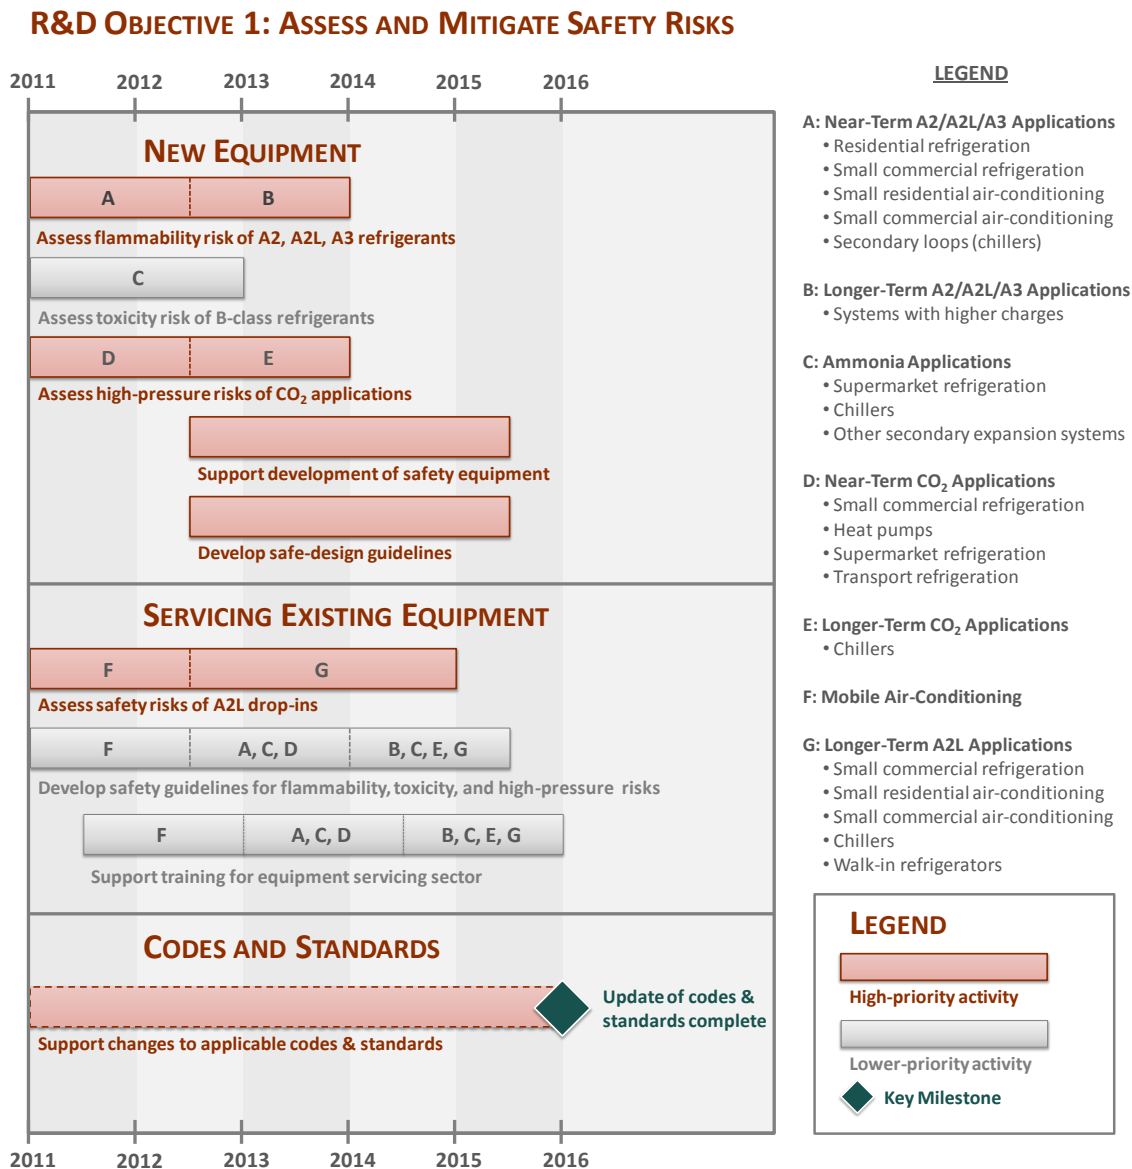 R&D OBJECTIVE 1: ASSESS AND MITIGATE SAFETY RISKS
2011 2012 2013 2014 2015 2016
NEW EQUIPMENT
A B
Assess flammability risk of A2, A2L, A3 refrigerants
C
Assess toxicity risk of B-class refrigerants
D E
Assess high-pressure risks of CO₂ applications
Support development of safety equipment
Develop safe-design guidelines
SERVICING EXISTING EQUIPMENT
F G
Assess safety risks of A2L drop-ins
F A, C, D B, C, E, G
Develop safety guidelines for flammability, toxicity, and high-pressure risks
F A, C, D B, C, E, G
Support training for equipment servicing sector
CODES AND STANDARDS
Update of codes &
standards complete
Support changes to applicable codes & standards
2011 2012 2013 2014 2015 2016
LEGEND
A: Near-Term A2/A2L/A3 Applications
• Residential refrigeration
• Small commercial refrigeration
• Small residential air-conditioning
• Small commercial air-conditioning
• Secondary loops (chillers)
B: Longer-Term A2/A2L/A3 Applications
• Systems with higher charges
C: Ammonia Applications
• Supermarket refrigeration
• Chillers
• Other secondary expansion systems
D: Near-Term CO₂ Applications
• Small commercial refrigeration
• Heat pumps
• Supermarket refrigeration
• Transport refrigeration
E: Longer-Term CO₂ Applications
• Chillers
F: Mobile Air-Conditioning
G: Longer-Term A2L Applications
• Small commercial refrigeration
• Small residential air-conditioning
• Small commercial air-conditioning
• Chillers
• Walk-in refrigerators
LEGEND
High-priority activity
Lower-priority activity
Key Milestone